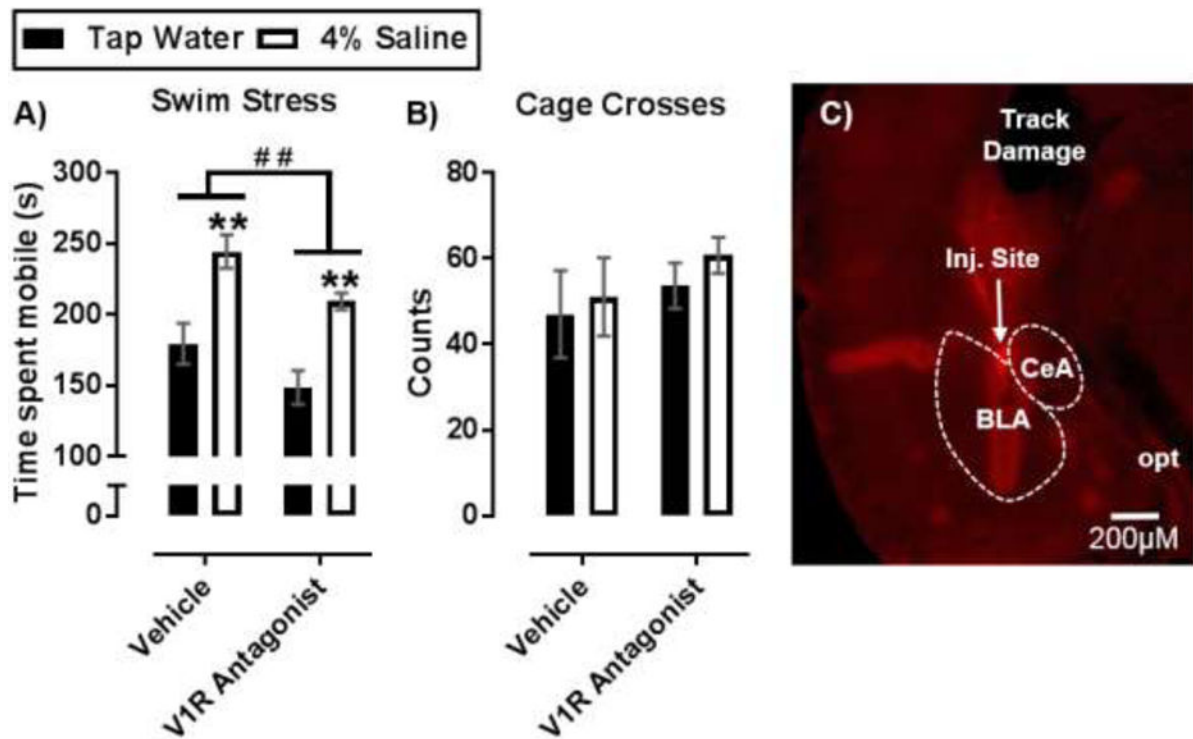 Tap Water 4% Saline
A) Swim Stress
Time spent mobile (s)
300
250
200
150
100
0
##
**
**
Vehicle
V1R Antagonist
B) Cage Crosses
Counts
80
60
40
20
0
Vehicle
V1R Antagonist
C)
Track
Damage
Inj. Site
CeA
BLA
opt
200µM